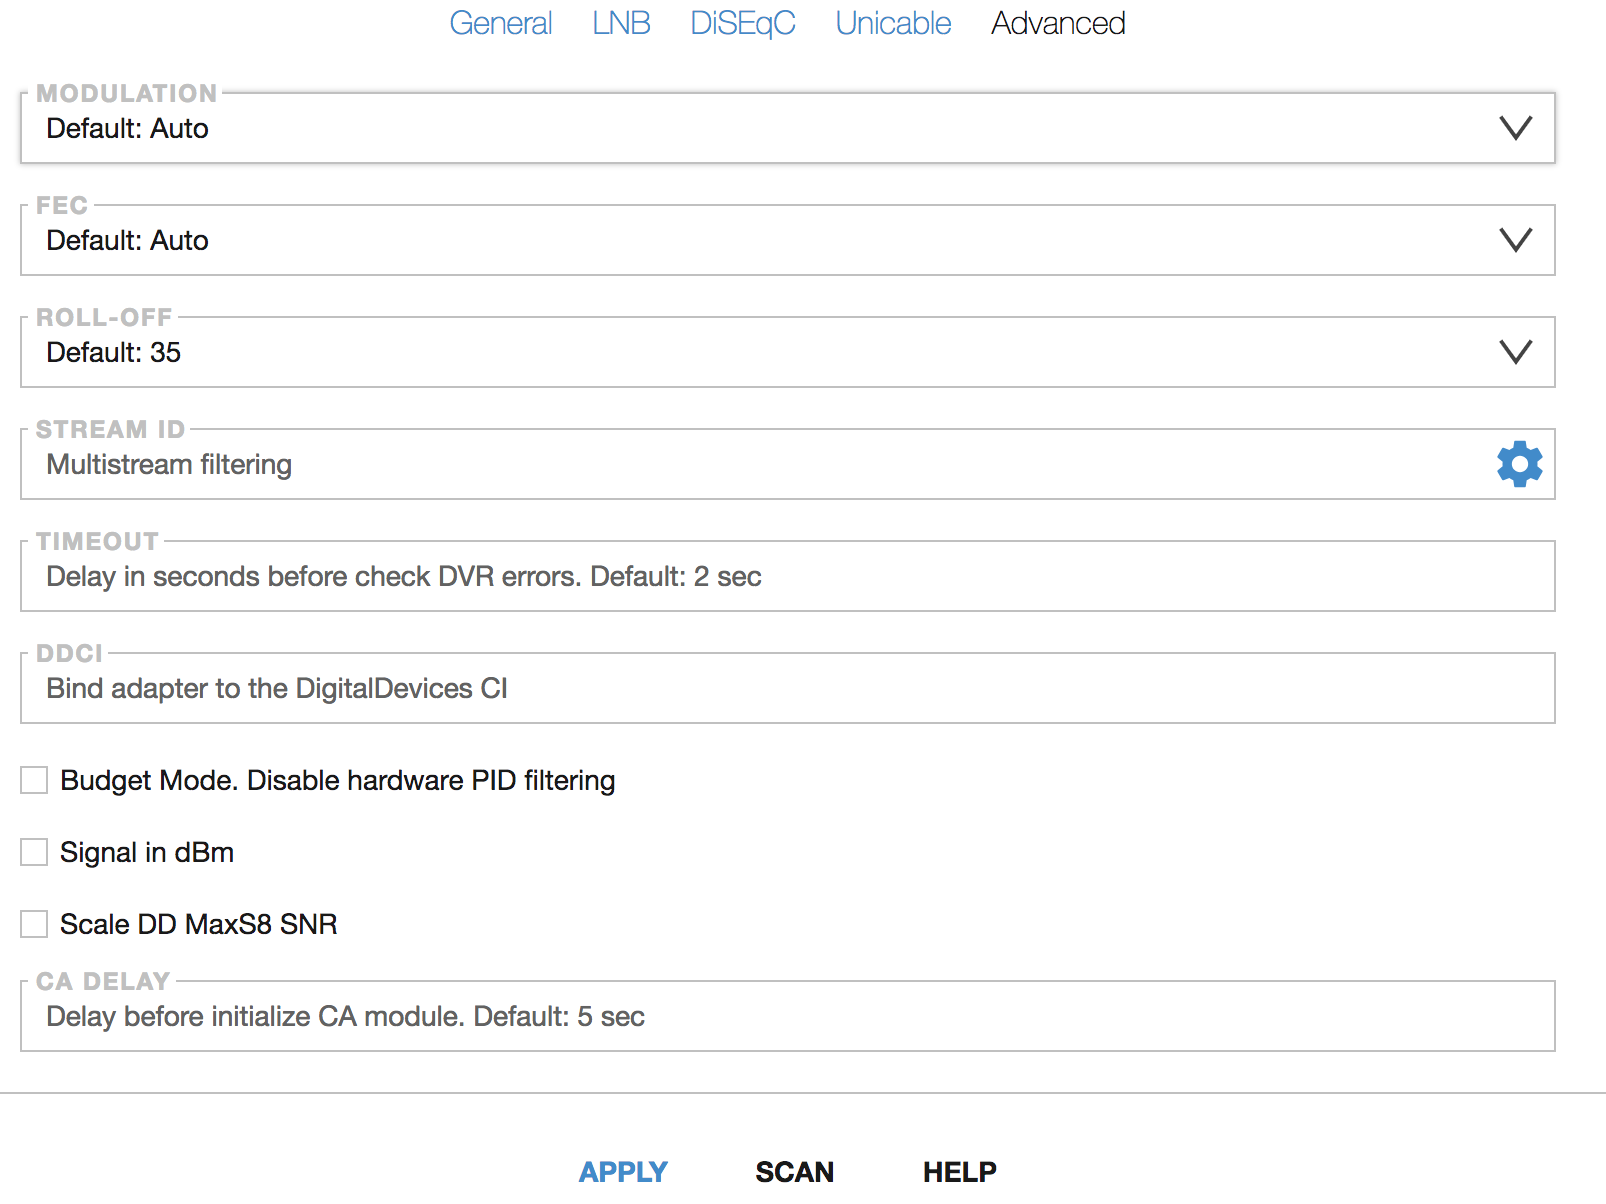 General LNB DiSEqC Unicable Advanced
MODULATION
Default: Auto
FEC
Default: Auto
ROLL-OFF
Default: 35
STREAM ID
Multistream filtering
TIMEOUT
Delay in seconds before check DVR errors. Default: 2 sec
DDCI
Bind adapter to the DigitalDevices CI
Budget Mode. Disable hardware PID filtering
Signal in dBm
Scale DD MaxS8 SNR
CA DELAY
Delay before initialize CA module. Default: 5 sec
APPLY SCAN HELP